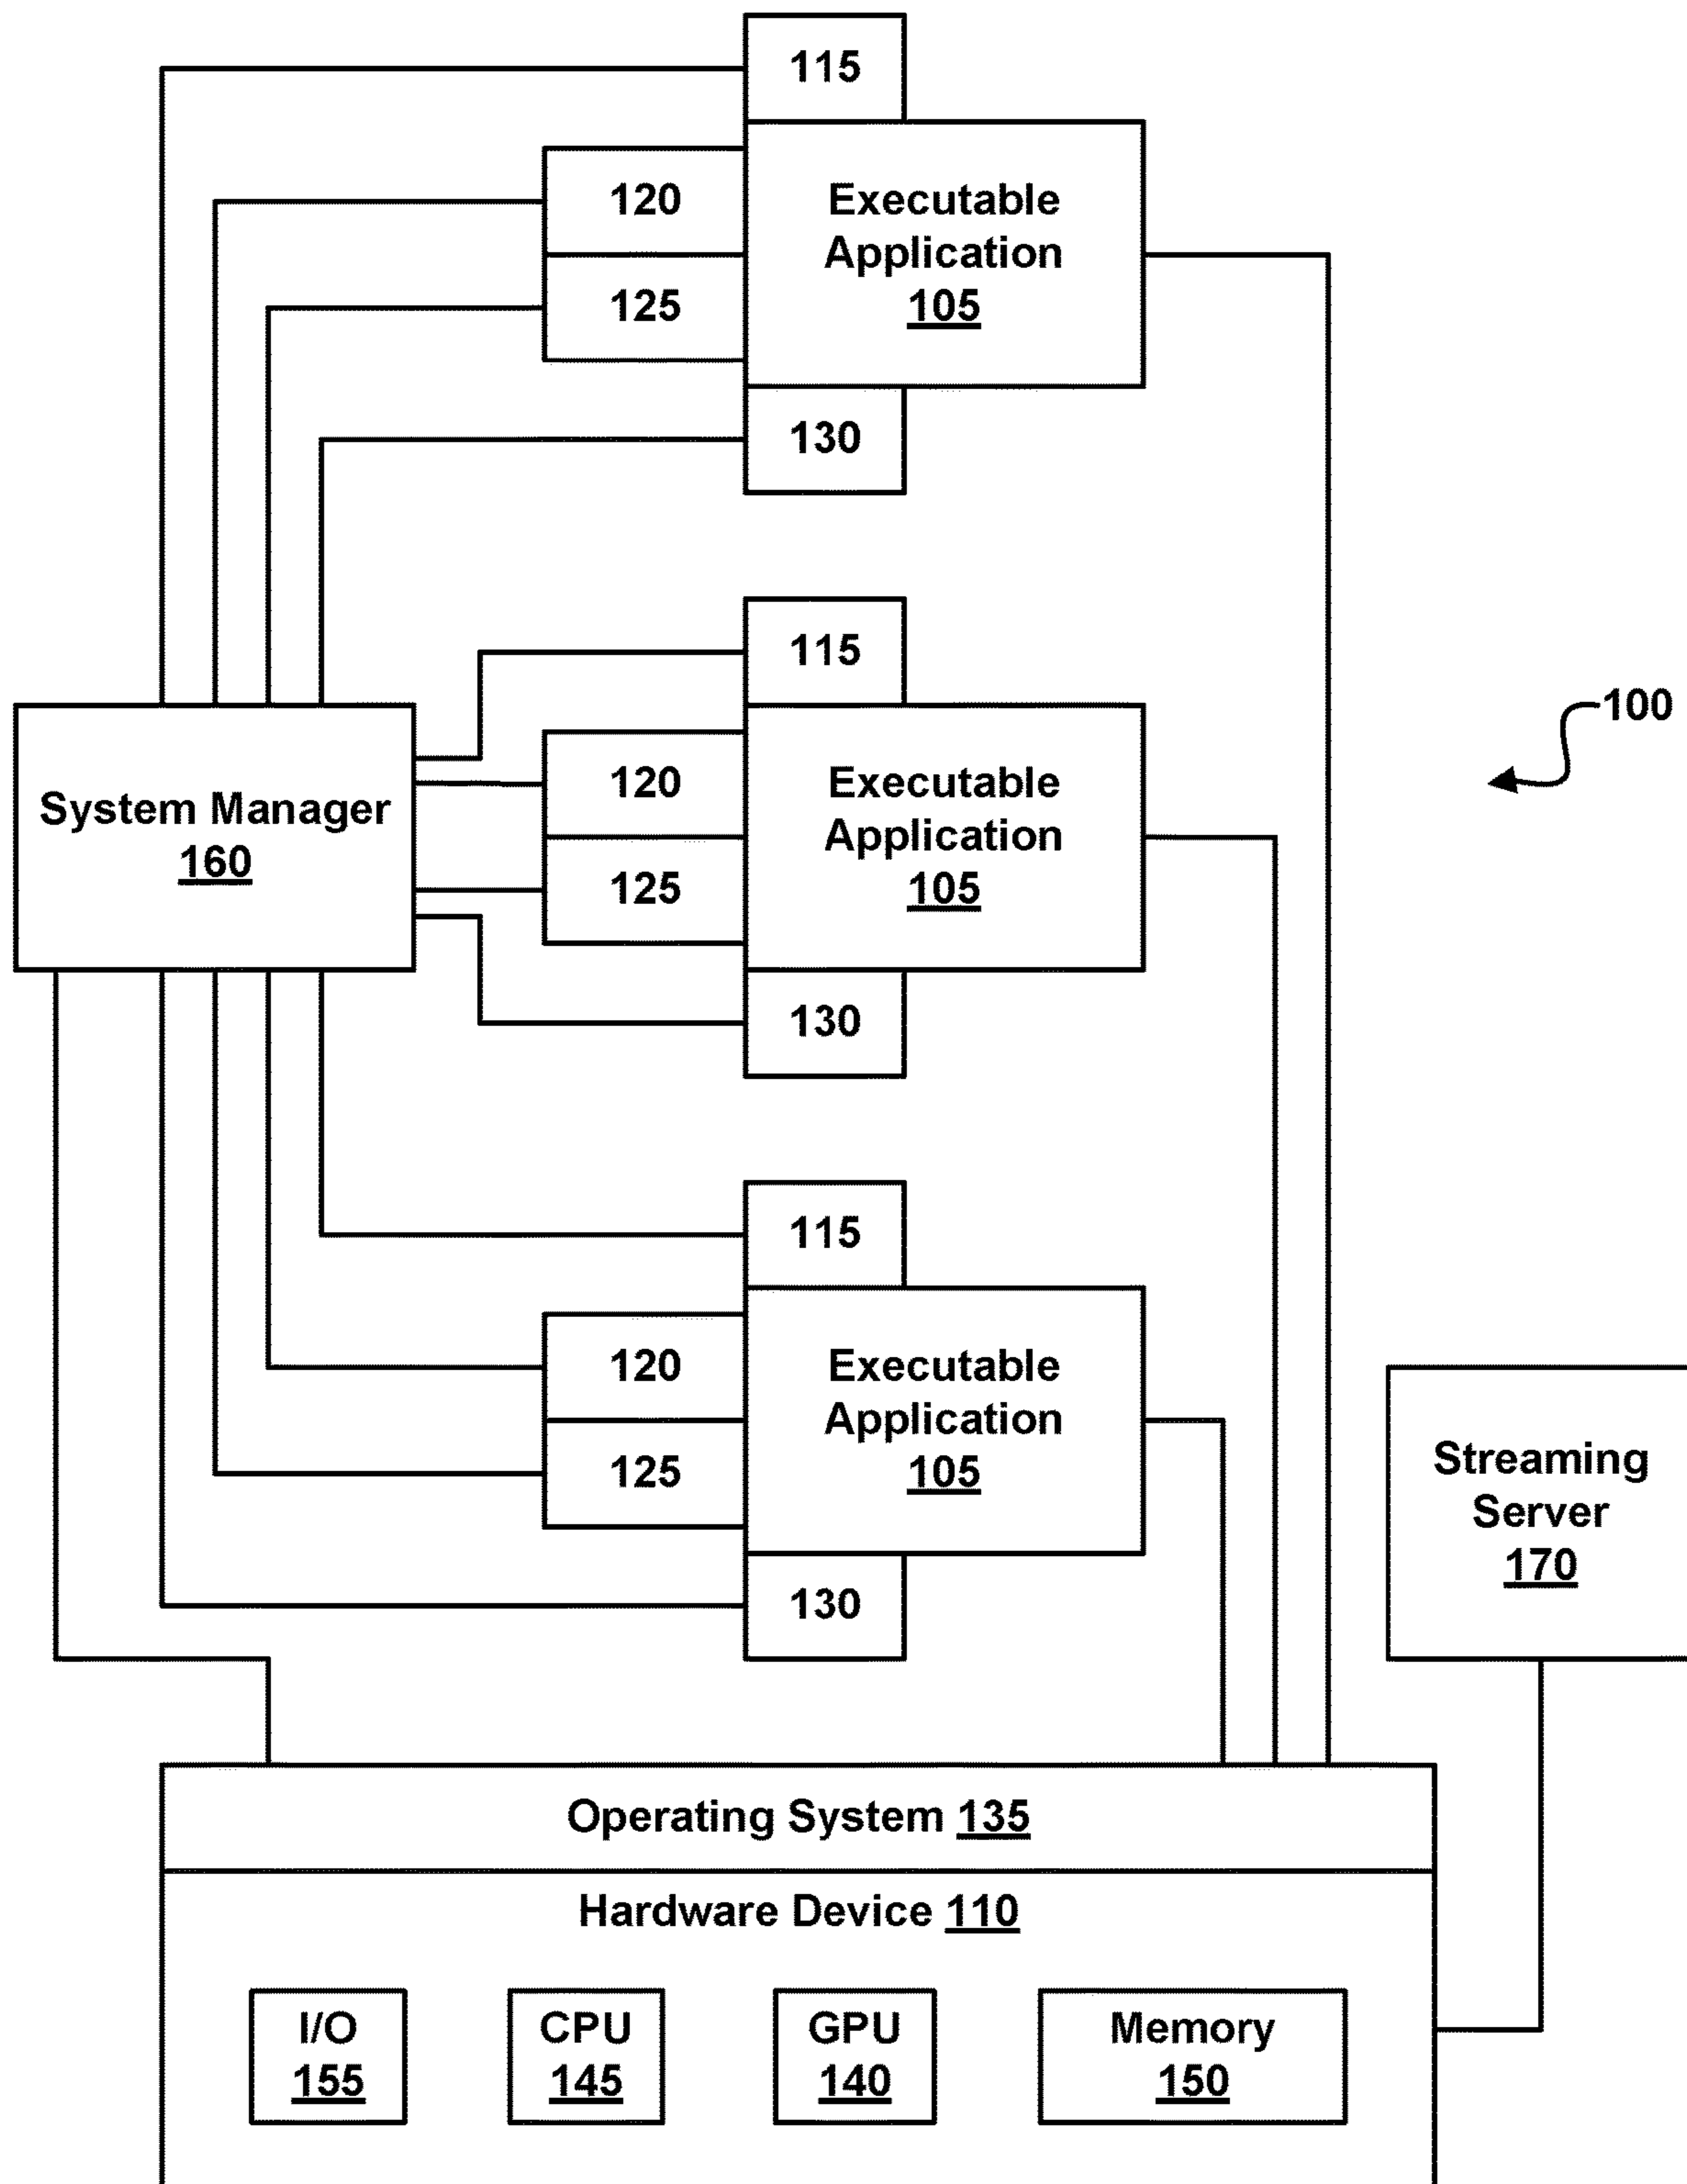 115
120
Executable
Application
105
125
130
115
100
System Manager
160
120
Executable
Application
105
125
130
115
120
Executable
Application
105
125
130
Streaming
Server
170
Operating System 135
Hardware Device 110
I/O
155
CPU
145
GPU
140
Memory
150